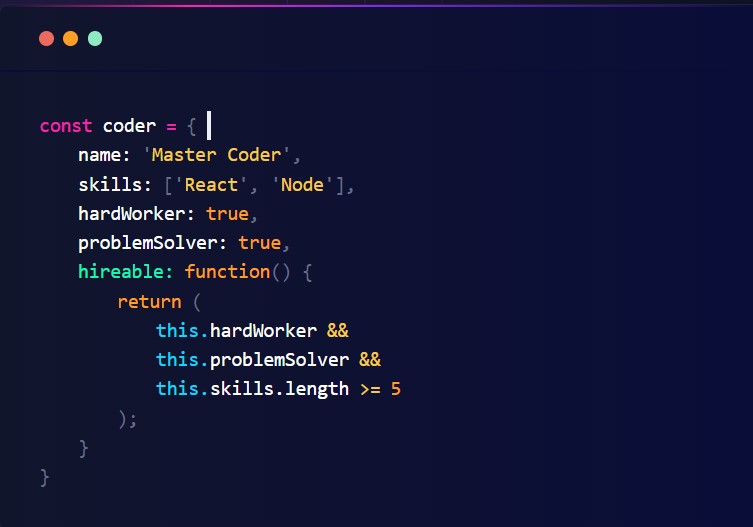 const coder = {
name: 'Master Coder',
skills: ['React', 'Node'],
hardWorker: true,
problemSolver: true,
hireable: function() {
return (
this.hardWorker &&
this.problemSolver &&
this.skills.length >= 5
);
}
}